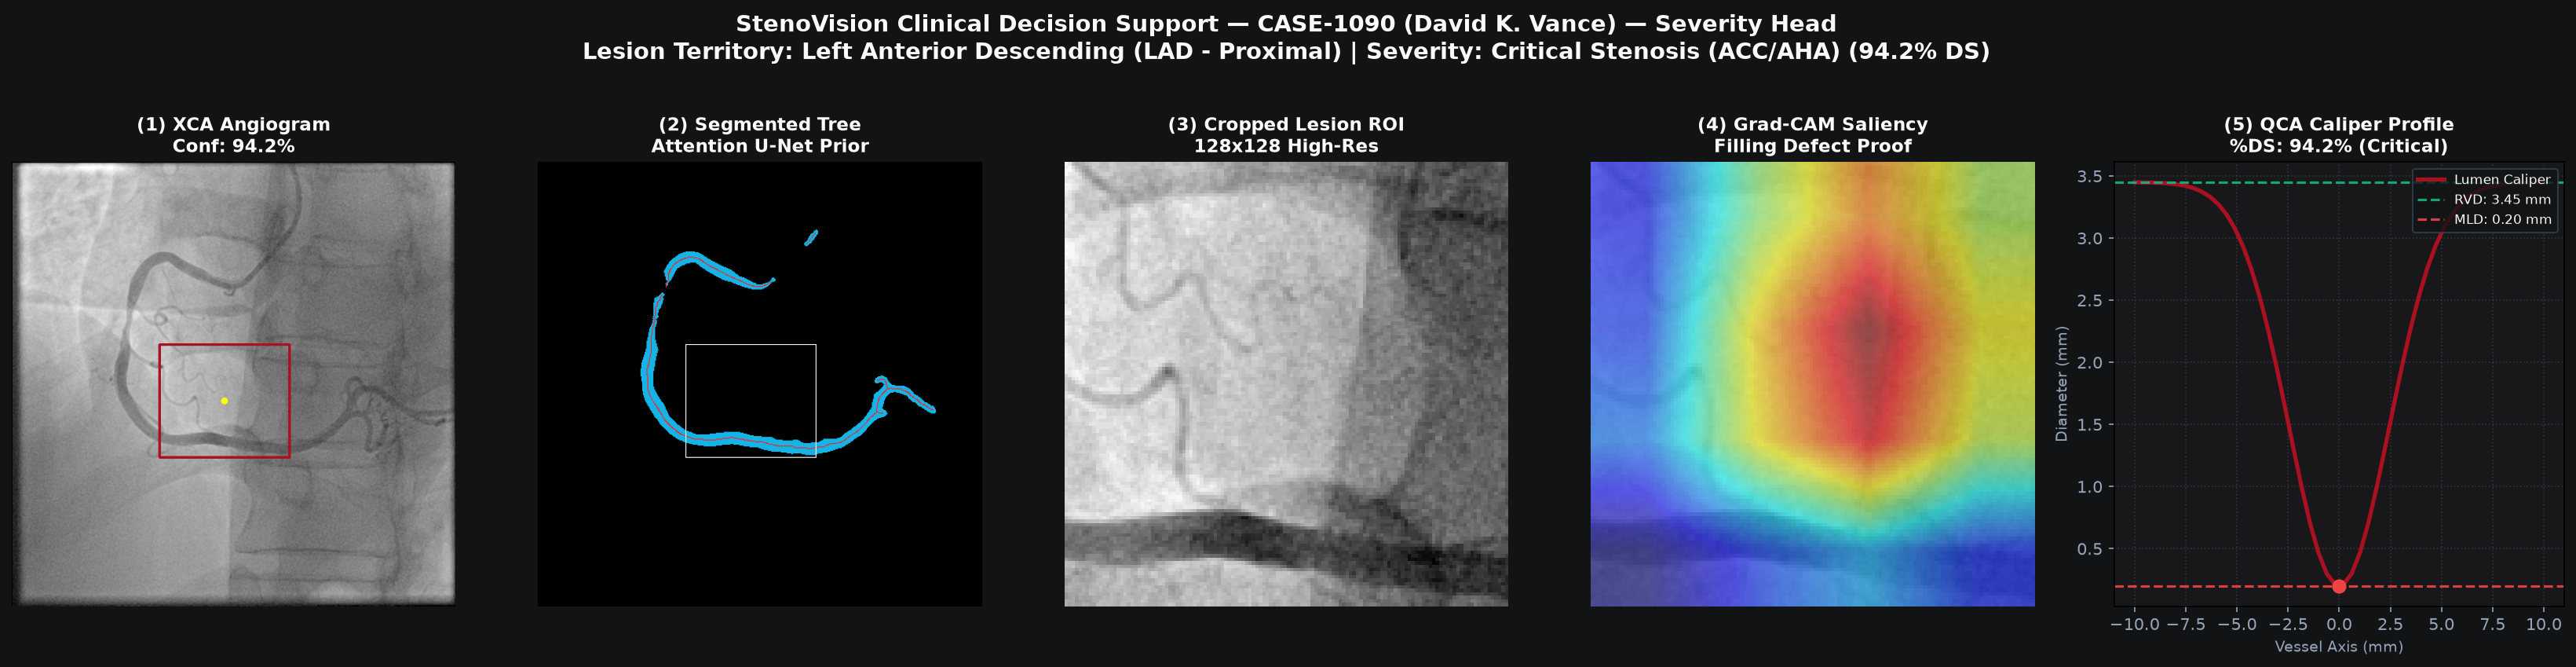 StenoVision Clinical Decision Support — CASE-1090 (David K. Vance) — Severity Head
Lesion Territory: Left Anterior Descending (LAD - Proximal) | Severity: Critical Stenosis (ACC/AHA) (94.2% DS)
(1) XCA Angiogram
Conf: 94.2%
(2) Segmented Tree
Attention U-Net Prior
(3) Cropped Lesion ROI
128x128 High-Res
(4) Grad-CAM Saliency
Filling Defect Proof
(5) QCA Caliper Profile
%DS: 94.2% (Critical)
Lumen Caliper
RVD: 3.45 mm
MLD: 0.20 mm
Diameter (mm)
3.5
3.0
2.5
2.0
1.5
1.0
0.5
−10.0 −7.5 −5.0 −2.5 0.0 2.5 5.0 7.5 10.0
Vessel Axis (mm)